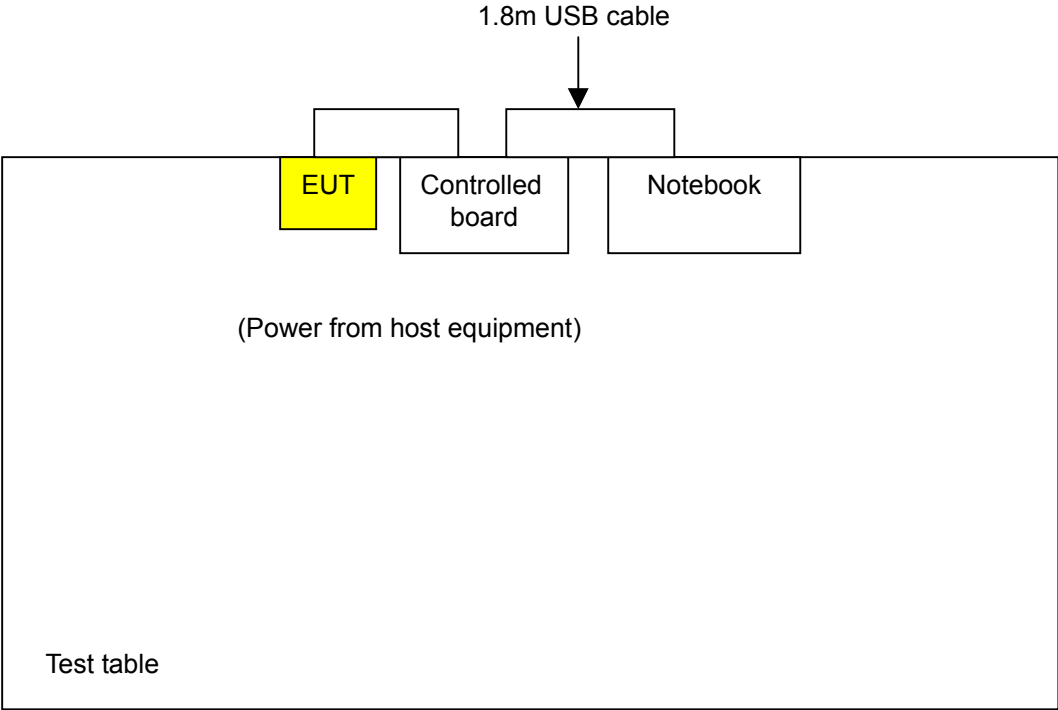 1.8m USB cable
EUT
Controlled
board
Notebook
(Power from host equipment)
Test table